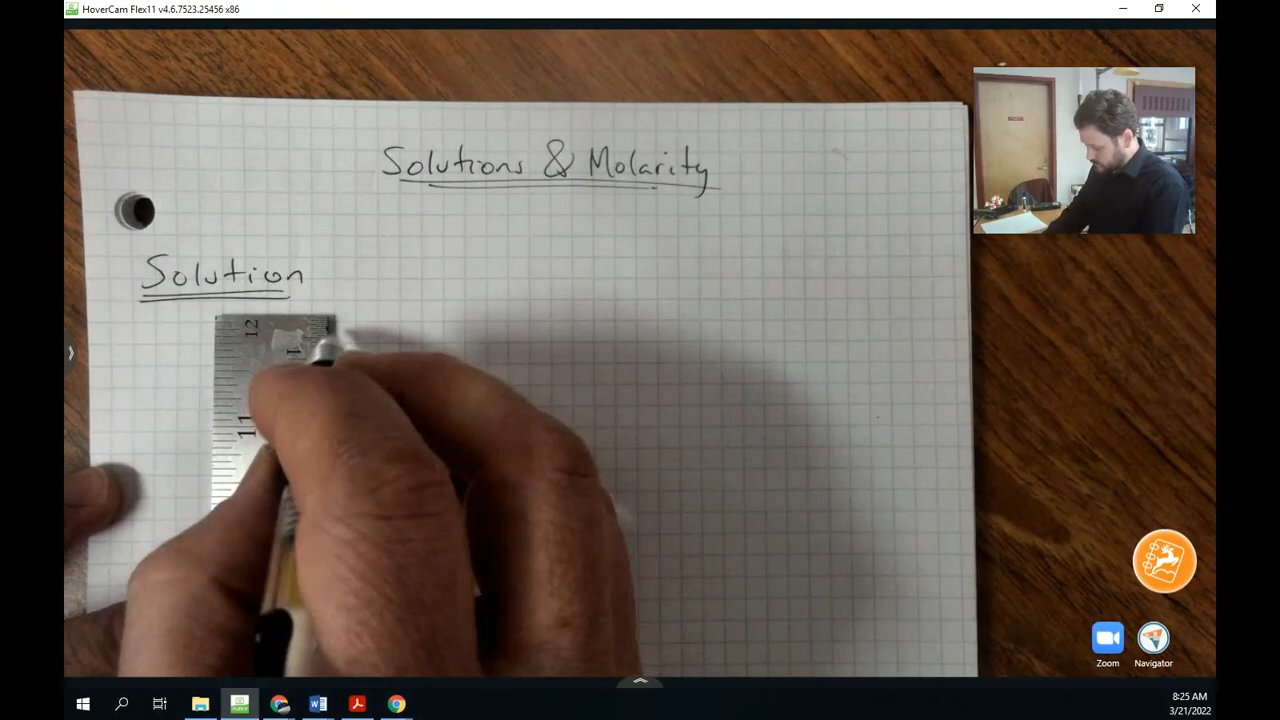 HoverCam Flex11 v4.6.7523.25456 x86
Solutions & Molarity
Solution
12
1
11
Zoom
Navigator
8:25 AM
3/21/2022